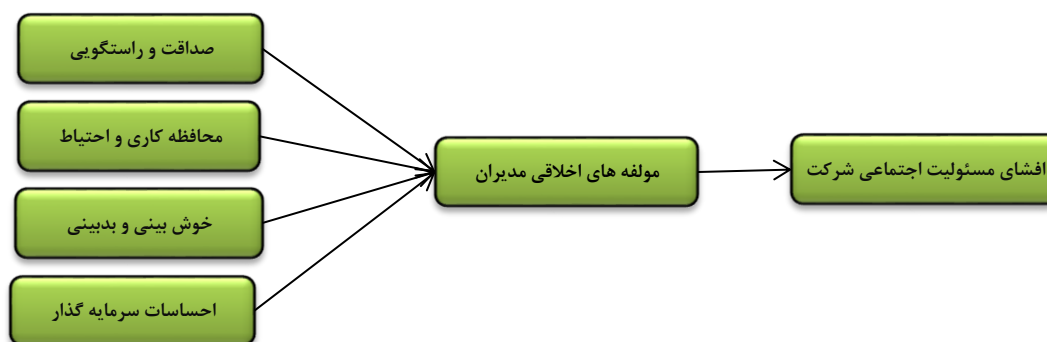 صداقت و راستگویی
محافظه کاری و احتیاط
خوش بینی و بدبینی
احساسات سرمایه گذار
مولفه های اخلاقی مدیران
افشای مسئولیت اجتماعی شرکت